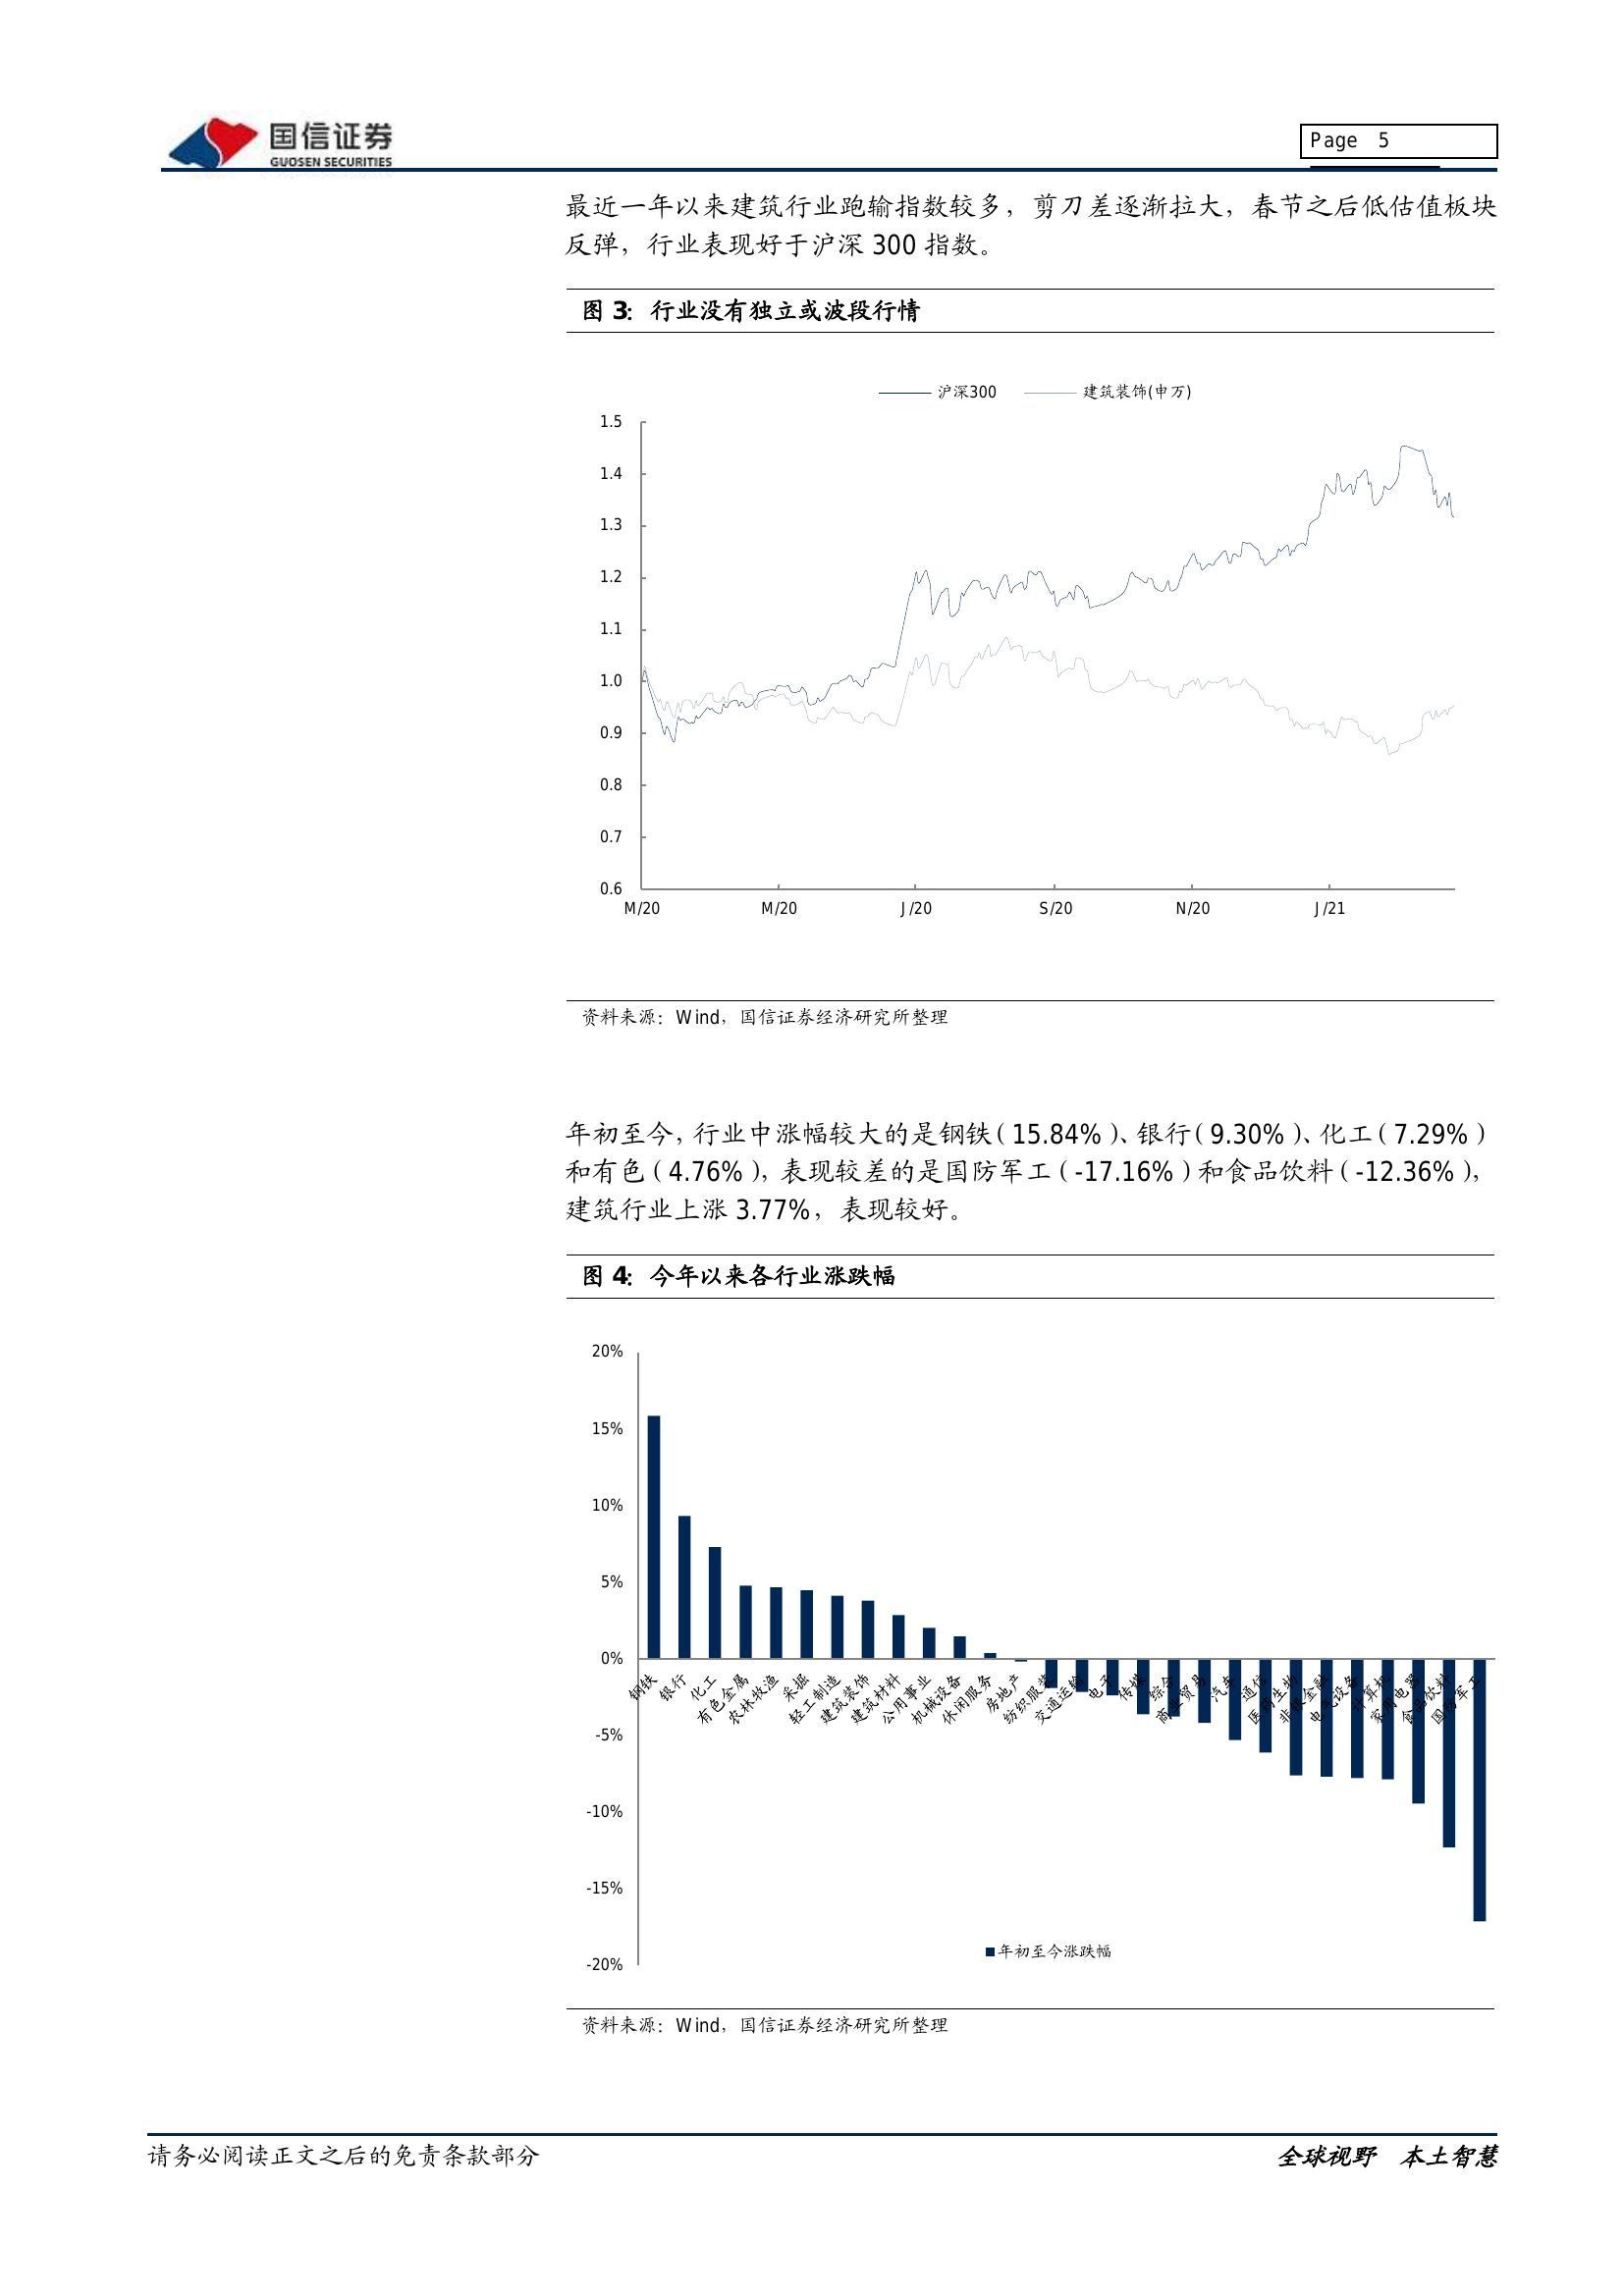 国信证券
GUOSEN SECURITIES
Page 5
最近一年以来建筑行业跑输指数较多，剪刀差逐渐拉大，春节之后低估值板块
反弹，行业表现好于沪深 300 指数。
图 3：行业没有独立或波段行情
沪深300 建筑装饰(申万)
1.5
1.4
1.3
1.2
1.1
1.0
0.9
0.8
0.7
0.6
M/20 M/20 J/20 S/20 N/20 J/21
资料来源：Wind，国信证券经济研究所整理
年初至今，行业中涨幅较大的是钢铁（15.84%）、银行（9.30%）、化工（7.29%）
和有色（4.76%），表现较差的是国防军工（-17.16%）和食品饮料（-12.36%），
建筑行业上涨 3.77%，表现较好。
图 4：今年以来各行业涨跌幅
20%
15%
10%
5%
0%
-5%
-10%
-15%
-20%
钢铁 银行 化工 有色金属 农林牧渔 采掘 轻工制造 建筑装饰 建筑材料 公用事业 机械设备 休闲服务 房地产 纺织服装 交通运输 电子 传媒 综合 商业贸易 汽车 通信 医药生物 非银金融 电气设备 计算机 家用电器 食品饮料 国防军工
年初至今涨跌幅
资料来源：Wind，国信证券经济研究所整理
请务必阅读正文之后的免责条款部分
全球视野 本土智慧